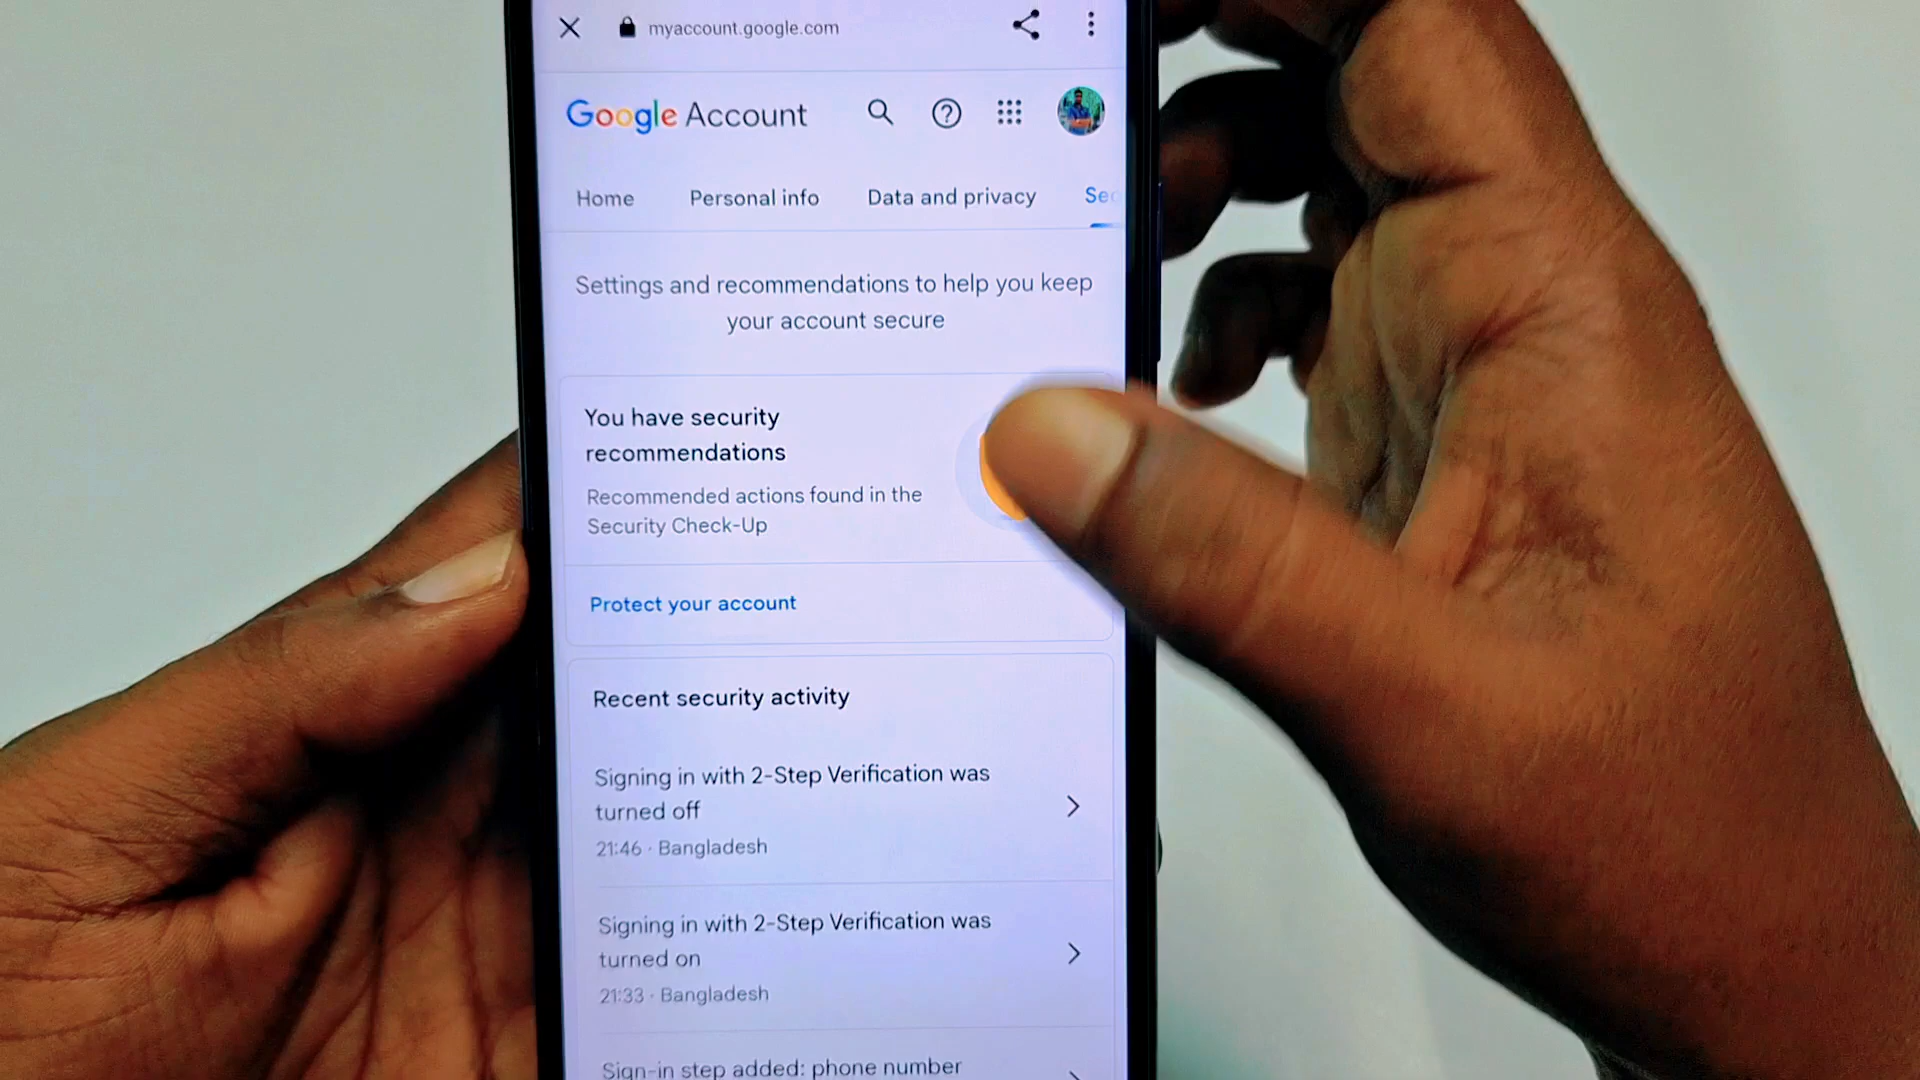 myaccount.google.com
Google Account
Home Personal info Data and privacy Sec
Settings and recommendations to help you keep
your account secure
You have security
recommendations
Recommended actions found in the
Security Check-Up
Protect your account
Recent security activity
Signing in with 2-Step Verification was
turned off
21:46 · Bangladesh
Signing in with 2-Step Verification was
turned on
21:33 · Bangladesh
Sign-in step added: phone number